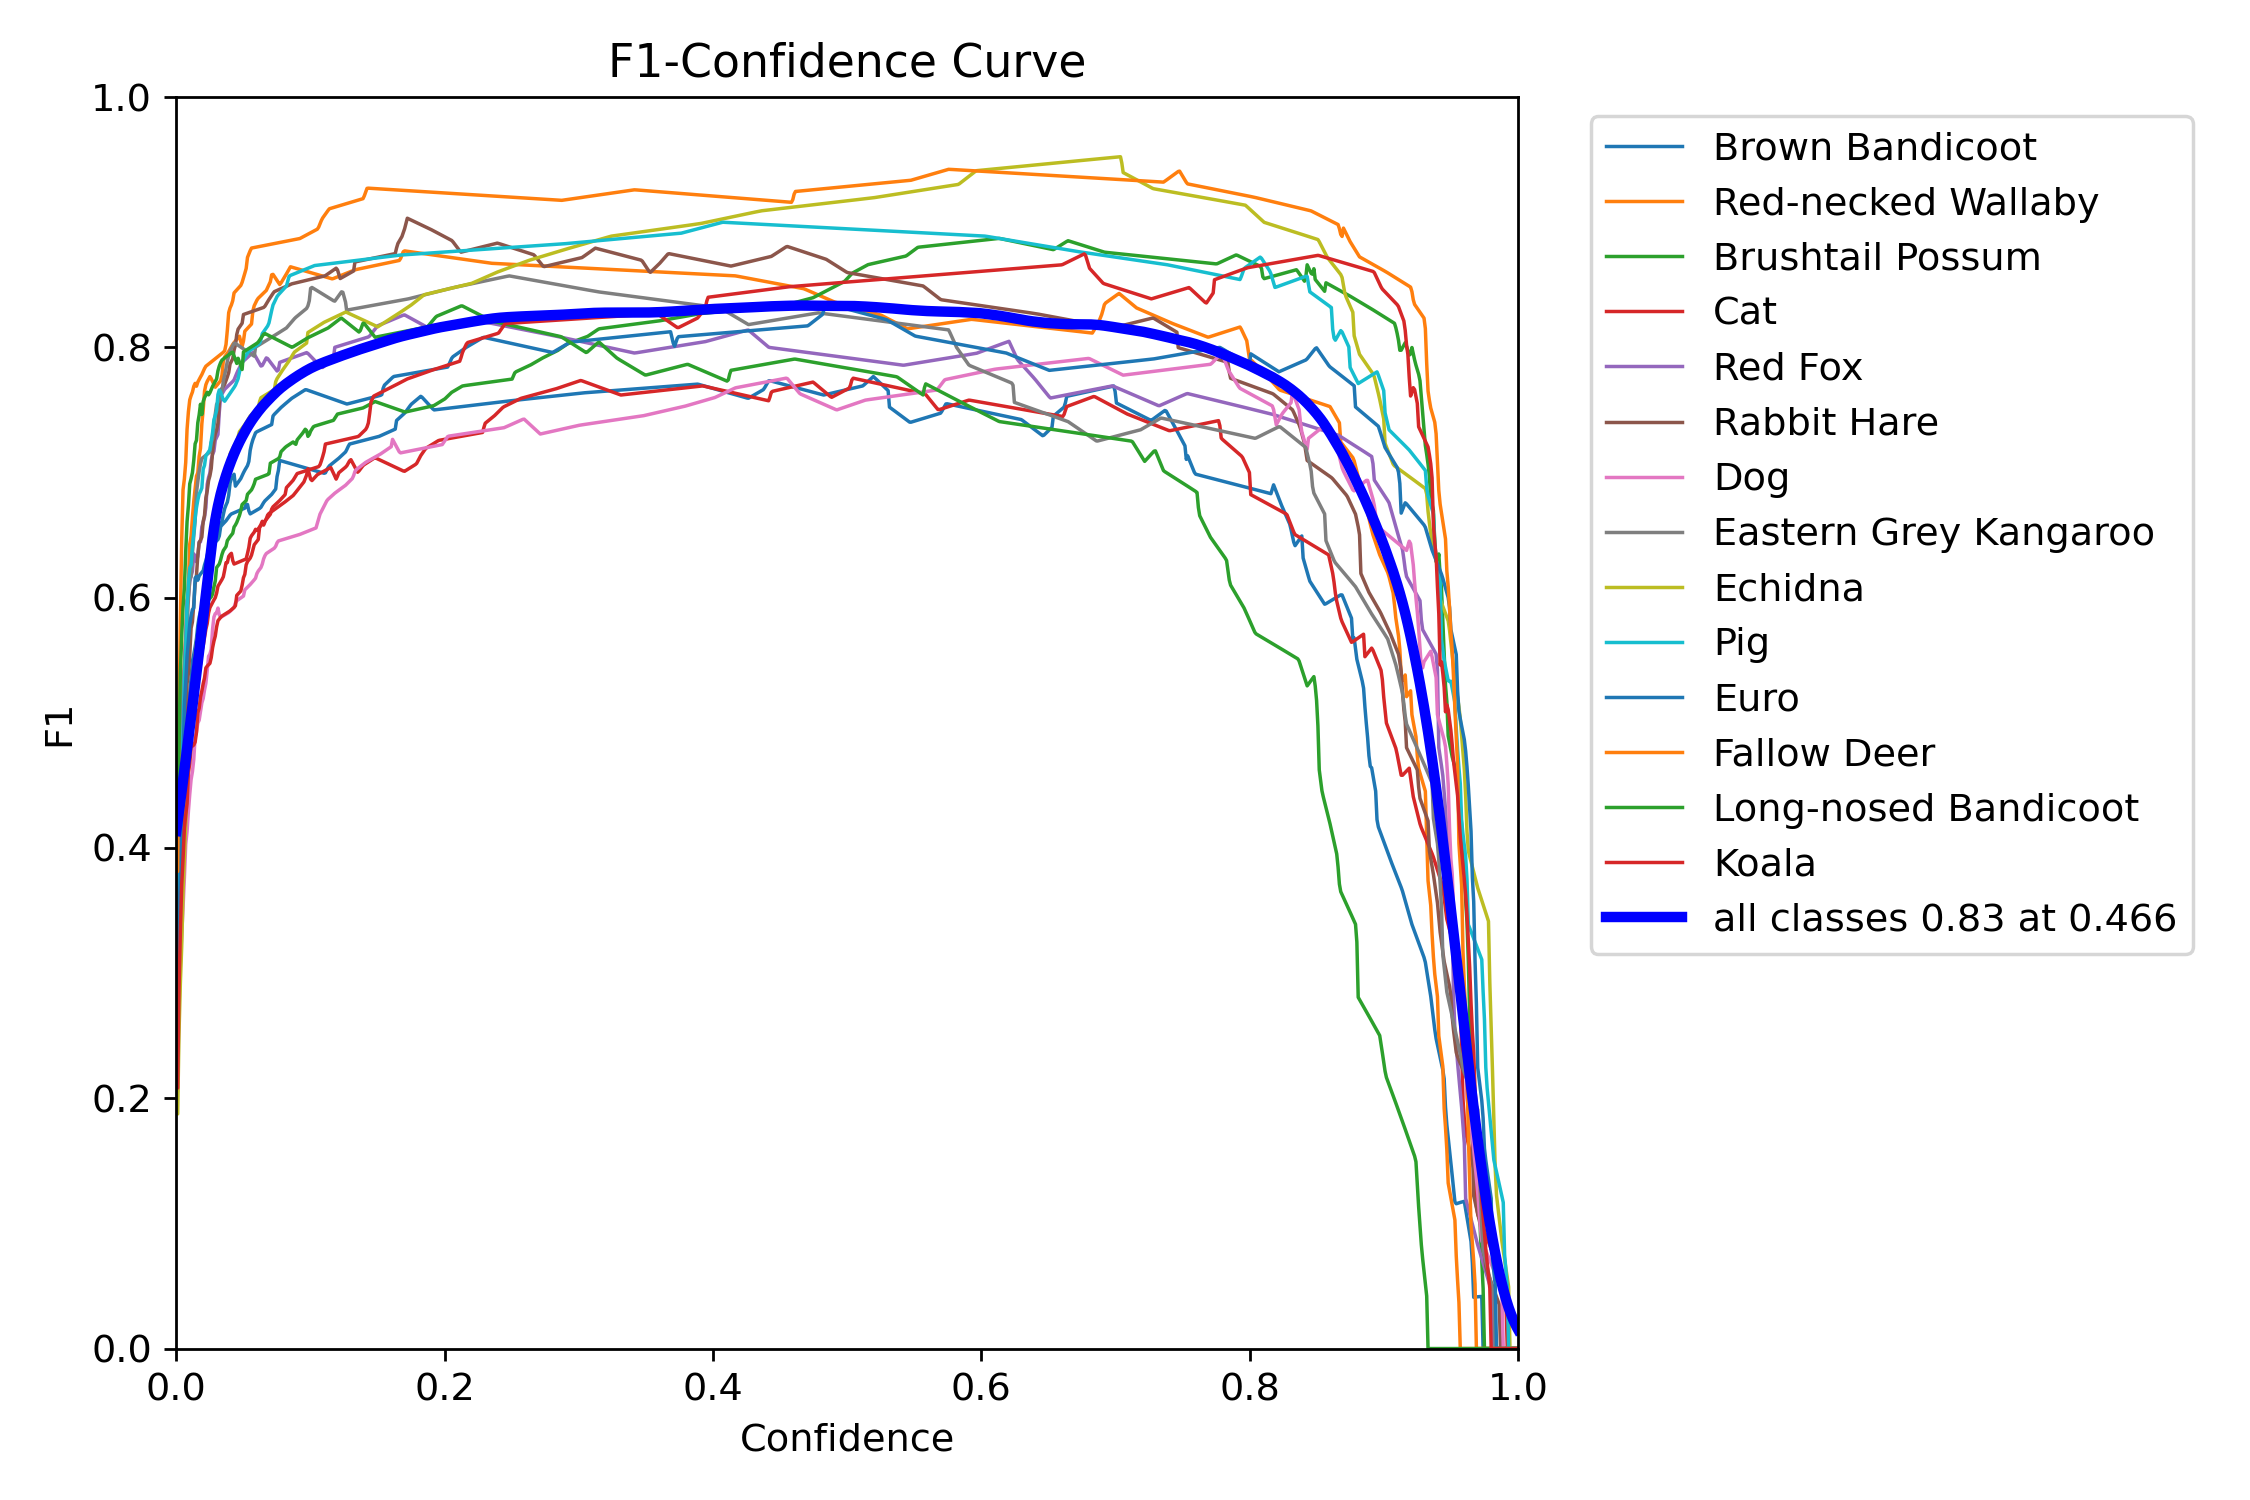 F1-Confidence Curve
1.0
0.8
0.6
0.4
0.2
0.0
F1
0.0 0.2 0.4 0.6 0.8 1.0
Confidence
Brown Bandicoot
Red-necked Wallaby
Brushtail Possum
Cat
Red Fox
Rabbit Hare
Dog
Eastern Grey Kangaroo
Echidna
Pig
Euro
Fallow Deer
Long-nosed Bandicoot
Koala
all classes 0.83 at 0.466